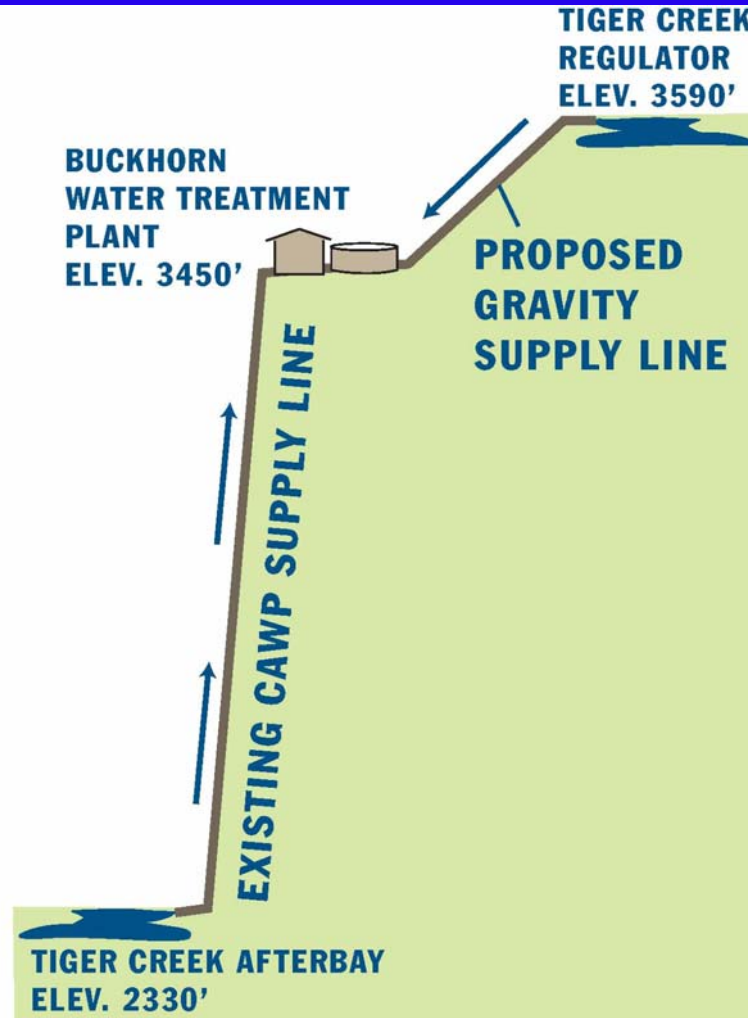 TIGER CREEK
REGULATOR
ELEV. 3590’
BUCKHORN
WATER TREATMENT
PLANT
ELEV. 3450’
PROPOSED
GRAVITY
SUPPLY LINE
EXISTING CAWP SUPPLY LINE
TIGER CREEK AFTERBAY
ELEV. 2330’